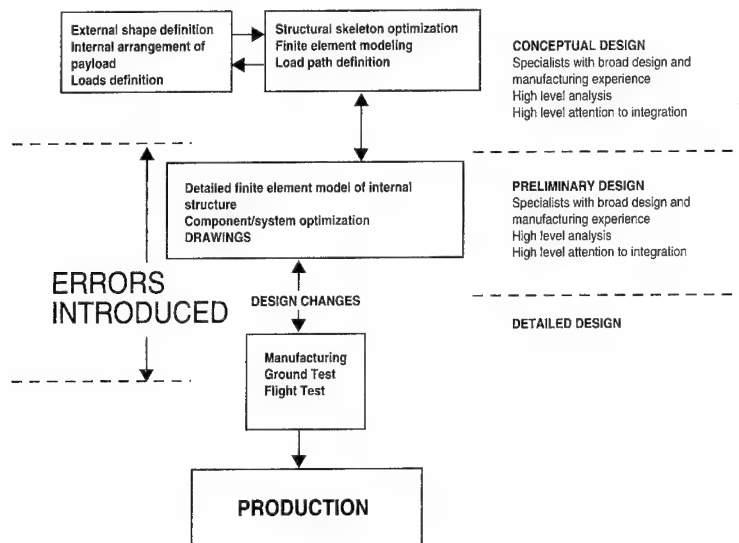 External shape definition
Internal arrangement of
payload
Loads definition
Structural skeleton optimization
Finite element modeling
Load path definition
CONCEPTUAL DESIGN
Specialists with broad design and
manufacturing experience
High level analysis
High level attention to integration
Detailed finite element model of internal
structure
Component/system optimization
DRAWINGS
PRELIMINARY DESIGN
Specialists with broad design and
manufacturing experience
High level analysis
High level attention to integration
ERRORS
INTRODUCED
DESIGN CHANGES
DETAILED DESIGN
Manufacturing
Ground Test
Flight Test
PRODUCTION